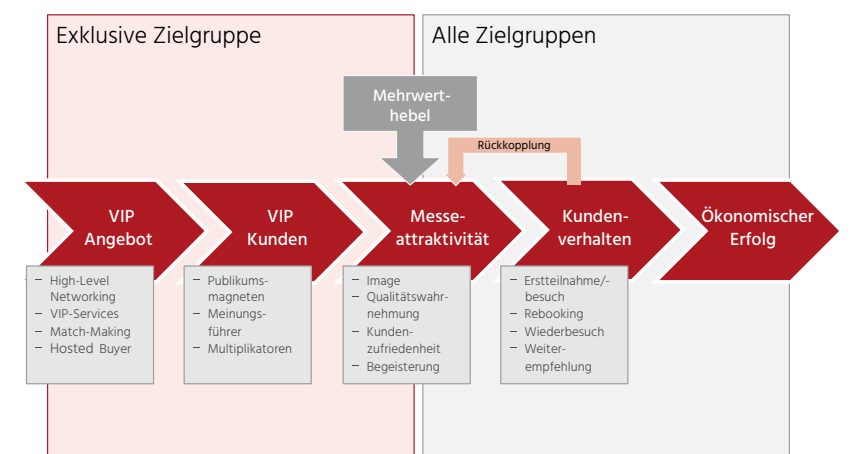 Exklusive Zielgruppe
Alle Zielgruppen
Mehrwert-
hebel
Rückkopplung
VIP
Angebot
VIP
Kunden
Messe-
attraktivität
Kunden-
verhalten
Ökonomischer
Erfolg
– High-Level
Networking
– VIP-Services
– Match-Making
– Hosted Buyer
– Publikums-
magneten
– Meinungs-
führer
– Multiplikatoren
– Image
– Qualitätswahr-
nehmung
– Kunden-
zufriedenheit
– Begeisterung
– Erstteilnahme/-
besuch
– Rebooking
– Wiederbesuch
– Weiter-
empfehlung